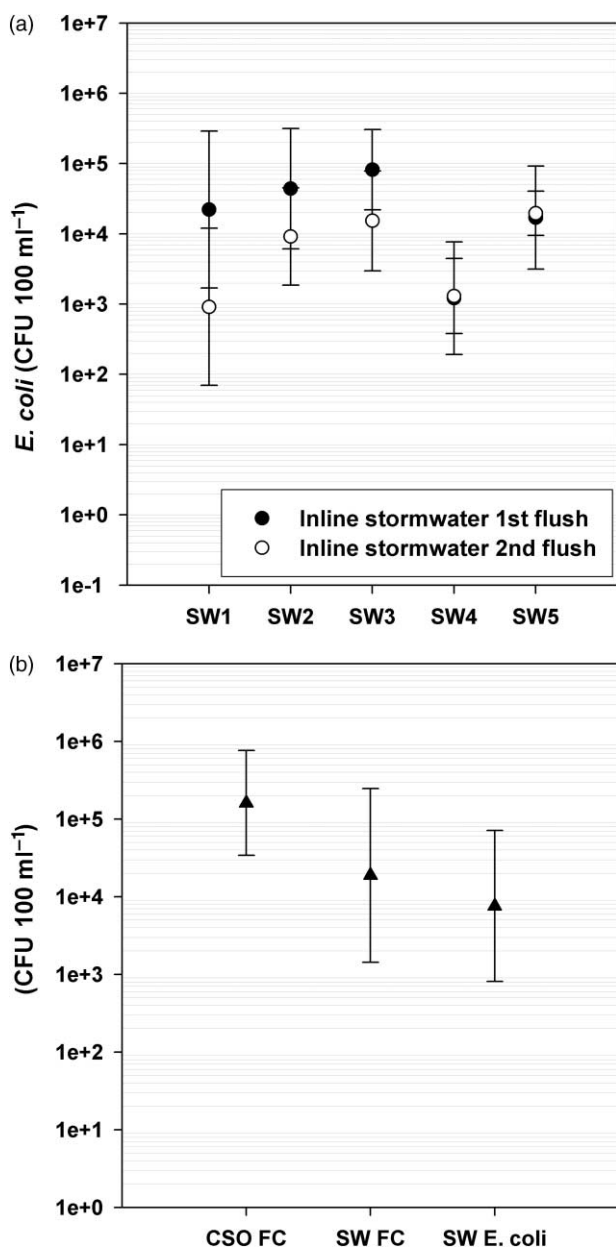 (a)
1e+7
1e+6
1e+5
1e+4
1e+3
1e+2
1e+1
1e+0
1e-1
E. coli (CFU 100 ml⁻¹)
Inline stormwater 1st flush
Inline stormwater 2nd flush
SW1 SW2 SW3 SW4 SW5
(b)
1e+7
1e+6
1e+5
1e+4
1e+3
1e+2
1e+1
1e+0
(CFU 100 ml⁻¹)
CSO FC SW FC SW E. coli